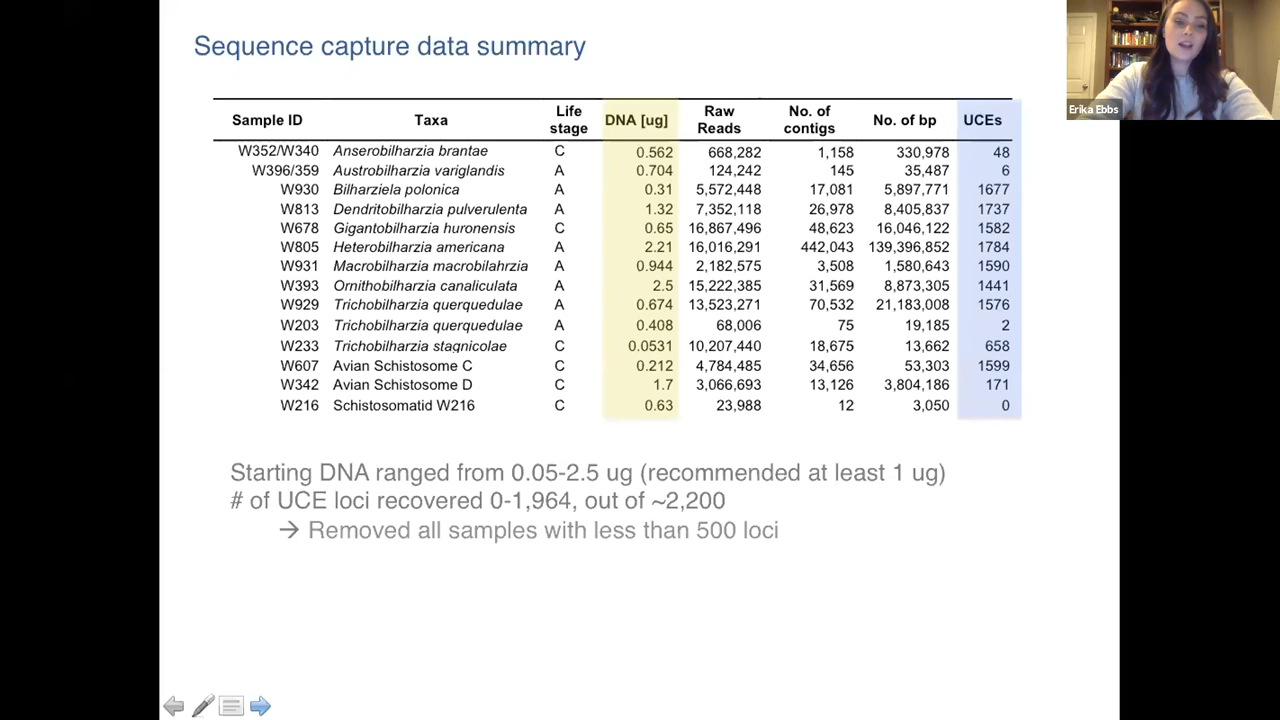 Sequence capture data summary
Erika Ebbs
Sample ID Taxa Life stage DNA [ug] Raw Reads No. of contigs No. of bp UCEs
W352/W340 Anserobilharzia brantae C 0.562 668,282 1,158 330,978 48
W396/359 Austrobilharzia variglandis A 0.704 124,242 145 35,487 6
W930 Bilharziela polonica A 0.31 5,572,448 17,081 5,897,771 1677
W813 Dendritobilharzia pulverulenta A 1.32 7,352,118 26,978 8,405,837 1737
W678 Gigantobilharzia huronensis C 0.65 16,867,496 48,623 16,046,122 1582
W805 Heterobilharzia americana A 2.21 16,016,291 442,043 139,396,852 1784
W931 Macrobilharzia macrobilahrzia A 0.944 2,182,575 3,508 1,580,643 1590
W393 Ornithobilharzia canaliculata A 2.5 15,222,385 31,569 8,873,305 1441
W929 Trichobilharzia querquedulae A 0.674 13,523,271 70,532 21,183,008 1576
W203 Trichobilharzia querquedulae A 0.408 68,006 75 19,185 2
W233 Trichobilharzia stagnicolae C 0.0531 10,207,440 18,675 13,662 658
W607 Avian Schistosome C C 0.212 4,784,485 34,656 53,303 1599
W342 Avian Schistosome D C 1.7 3,066,693 13,126 3,804,186 171
W216 Schistosomatid W216 C 0.63 23,988 12 3,050 0
Starting DNA ranged from 0.05-2.5 ug (recommended at least 1 ug)
# of UCE loci recovered 0-1,964, out of ~2,200
→ Removed all samples with less than 500 loci